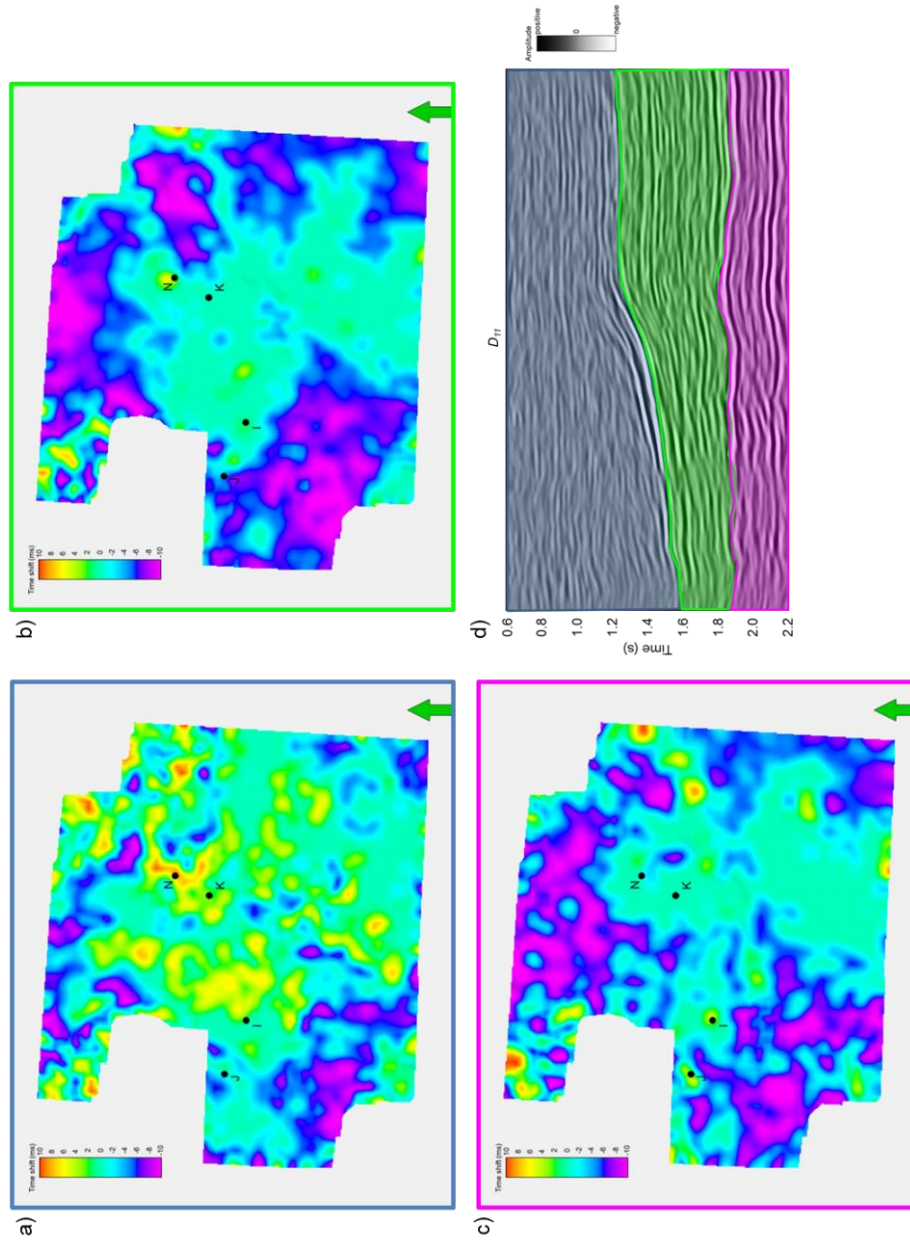 a)
Time shift (ms)
10
8
6
4
2
0
-2
-4
-6
-8
-10
N
K
I
J
b)
Time shift (ms)
10
8
6
4
2
0
-2
-4
-6
-8
-10
N
K
I
J
c)
Time shift (ms)
10
8
6
4
2
0
-2
-4
-6
-8
-10
N
K
I
J
d)
D11
Amplitude
positive
0
negative
Time (s)
0.6
0.8
1.0
1.2
1.4
1.6
1.8
2.0
2.2